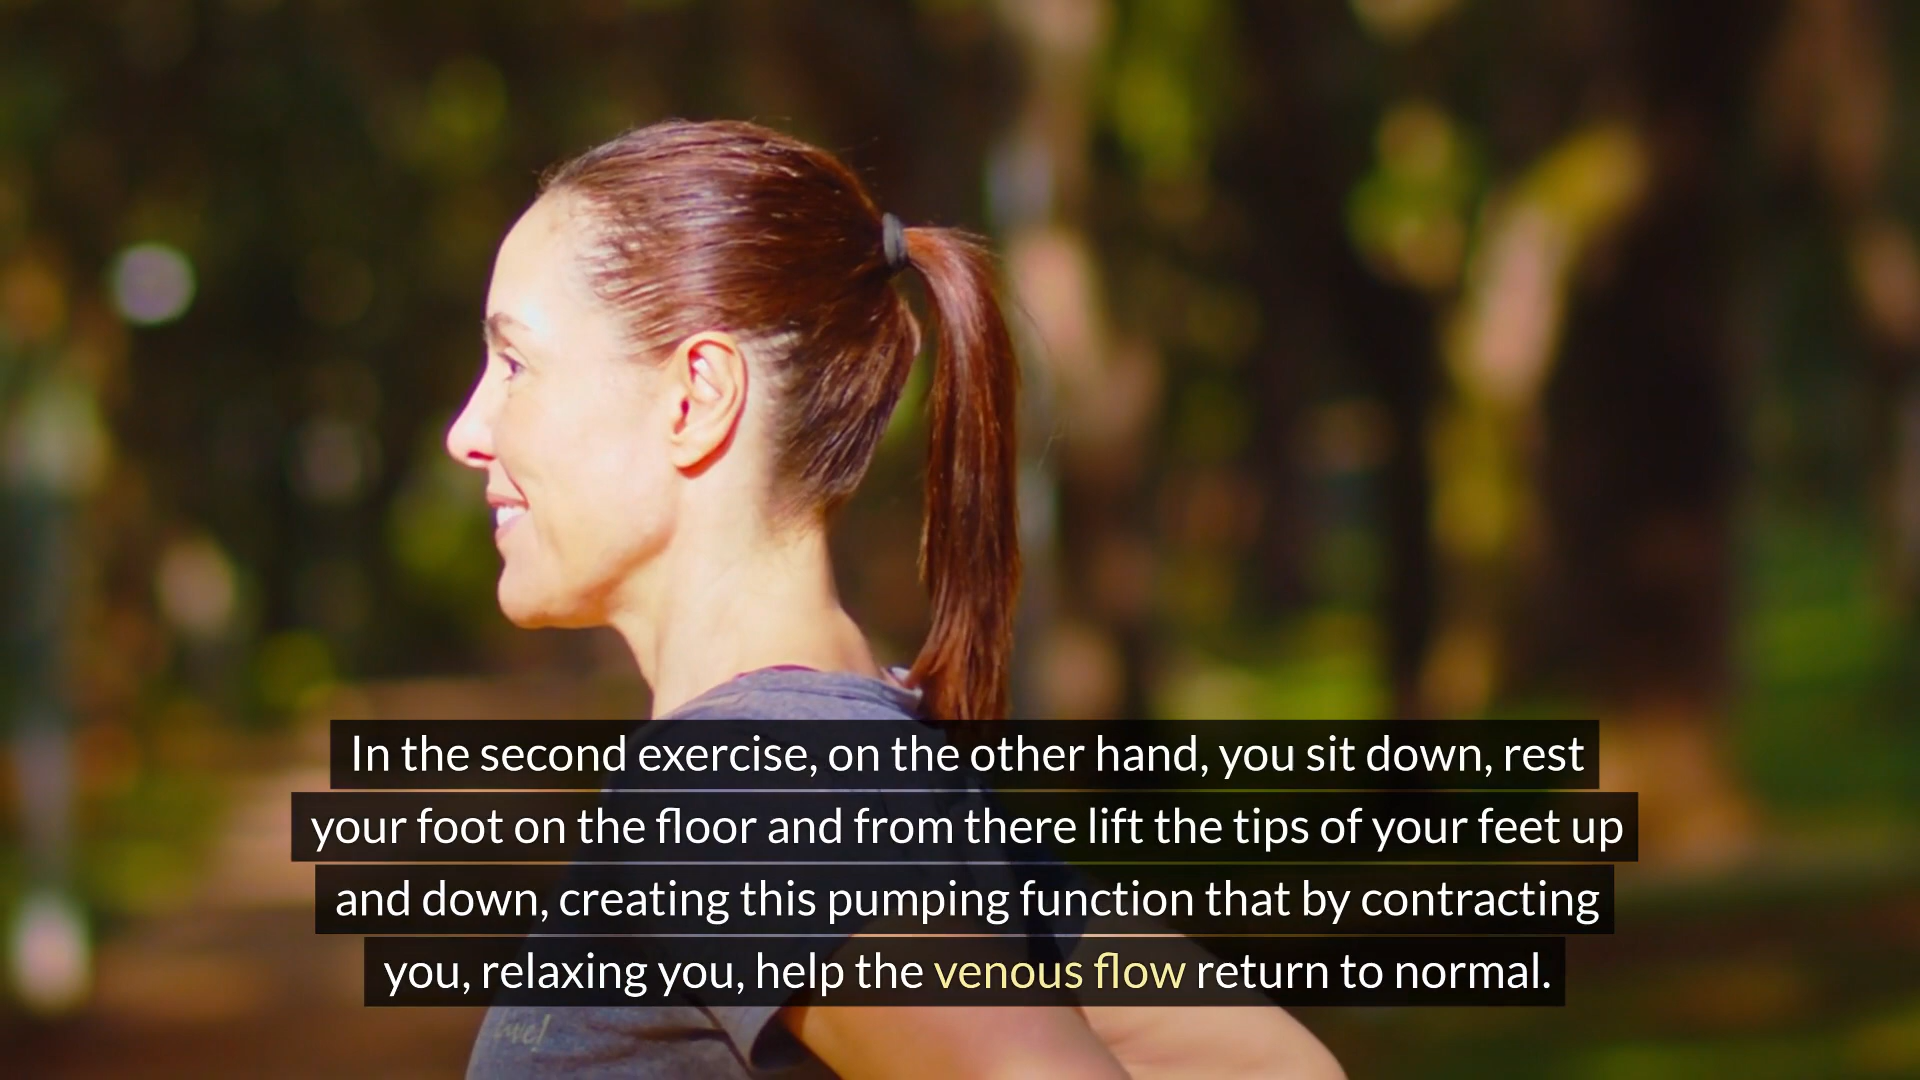 In the second exercise, on the other hand, you sit down, rest
your foot on the floor and from there lift the tips of your feet up
and down, creating this pumping function that by contracting
you, relaxing you, help the venous flow return to normal.